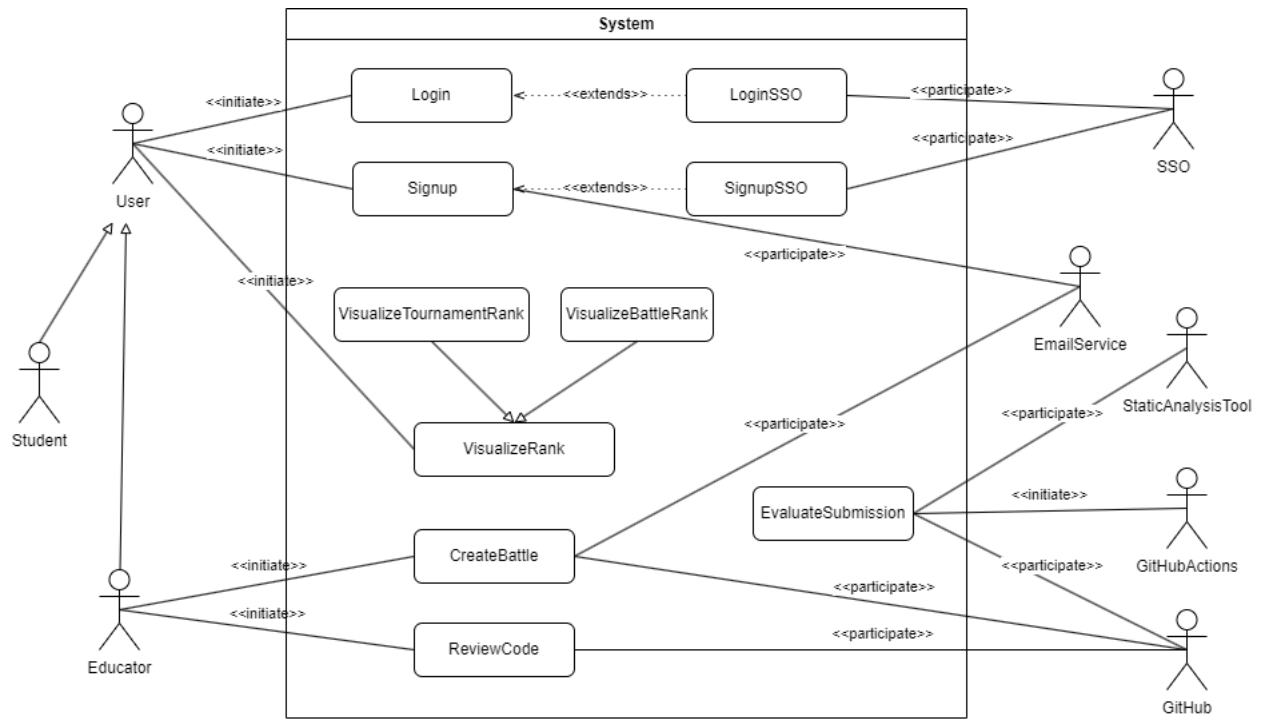 System
Login
<<extends>>
LoginSSO
<<initiate>>
<<participate>>
<<initiate>>
<<participate>>
SSO
Signup
<<extends>>
SignupSSO
User
<<participate>>
<<initiate>>
VisualizeTournamentRank
VisualizeBattleRank
EmailService
StaticAnalysisTool
<<participate>>
<<participate>>
Student
VisualizeRank
<<initiate>>
EvaluateSubmission
CreateBattle
<<initiate>>
<<participate>>
GitHubActions
<<participate>>
<<initiate>>
<<participate>>
ReviewCode
Educator
GitHub